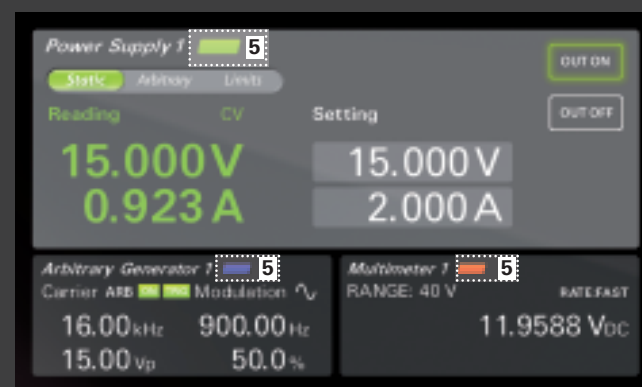 Power Supply 1 5
OUT ON
Static Arbitrary Limits
Reading CV Setting
OUT OFF
15.000 V 15.000 V
0.923 A 2.000 A
Arbitrary Generator 1 5
Carrier ARB ON TRIG Modulation
16.00 kHz 900.00 Hz
15.00 Vp 50.0 %
Multimeter 1 5
RANGE: 40 V RATE:FAST
11.9588 VDC